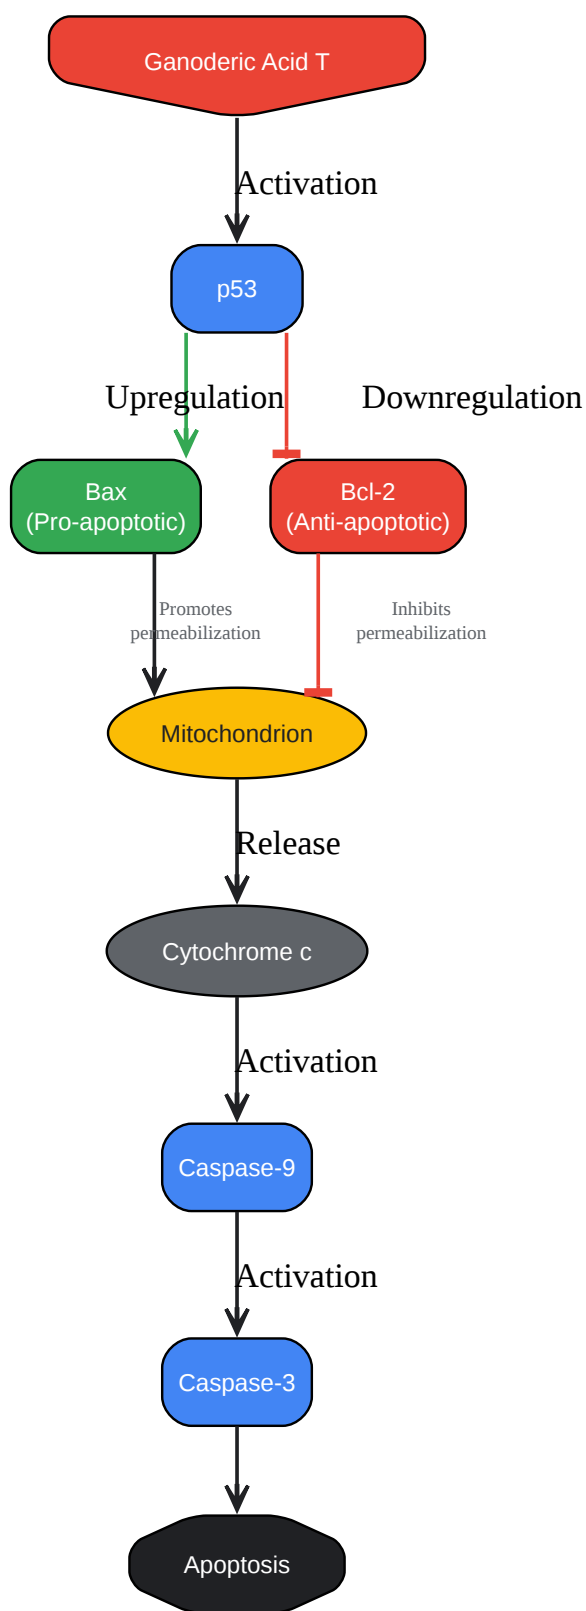 Ganoderic Acid T
Activation
p53
Upregulation
Downregulation
Bax
(Pro-apoptotic)
Bcl-2
(Anti-apoptotic)
Promotes
permeabilization
Inhibits
permeabilization
Mitochondrion
Release
Cytochrome c
Activation
Caspase-9
Activation
Caspase-3
Apoptosis